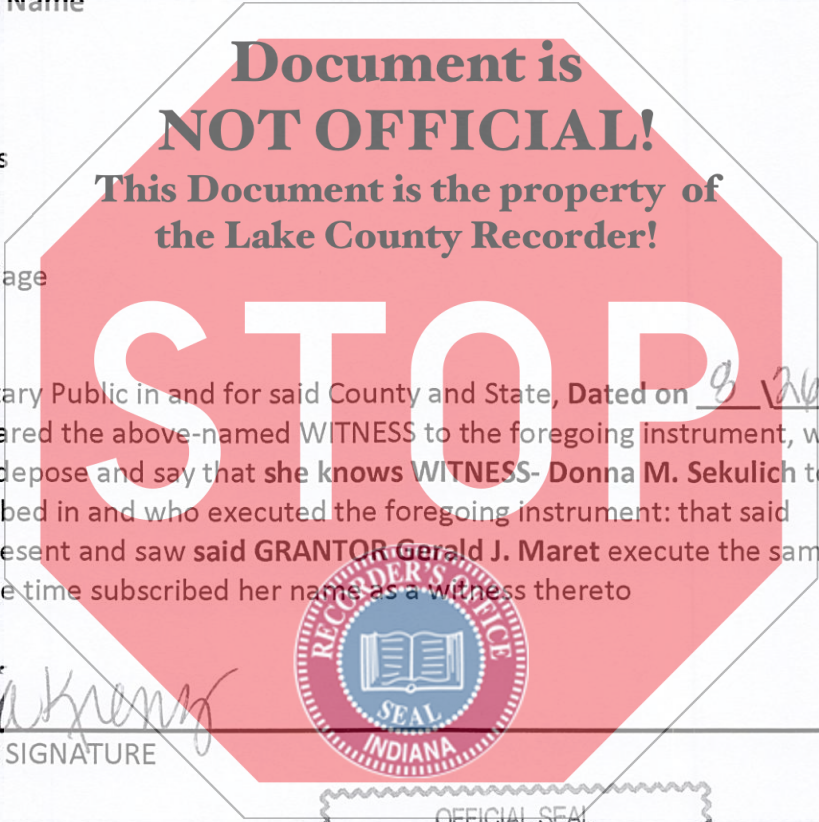 Name
Document is
NOT OFFICIAL!
This Document is the property of
the Lake County Recorder!
s
age
STOP
tary Public in and for said County and State, Dated on 8 \26
ared the above-named WITNESS to the foregoing instrument, w
depose and say that she knows WITNESS- Donna M. Sekulich to
bed in and who executed the foregoing instrument: that said
esent and saw said GRANTOR Gerald J. Maret execute the sam
e time subscribed her name as a witness thereto
RECORDER'S OFFICE
SEAL
INDIANA
SIGNATURE
OFFICIAL SEAL